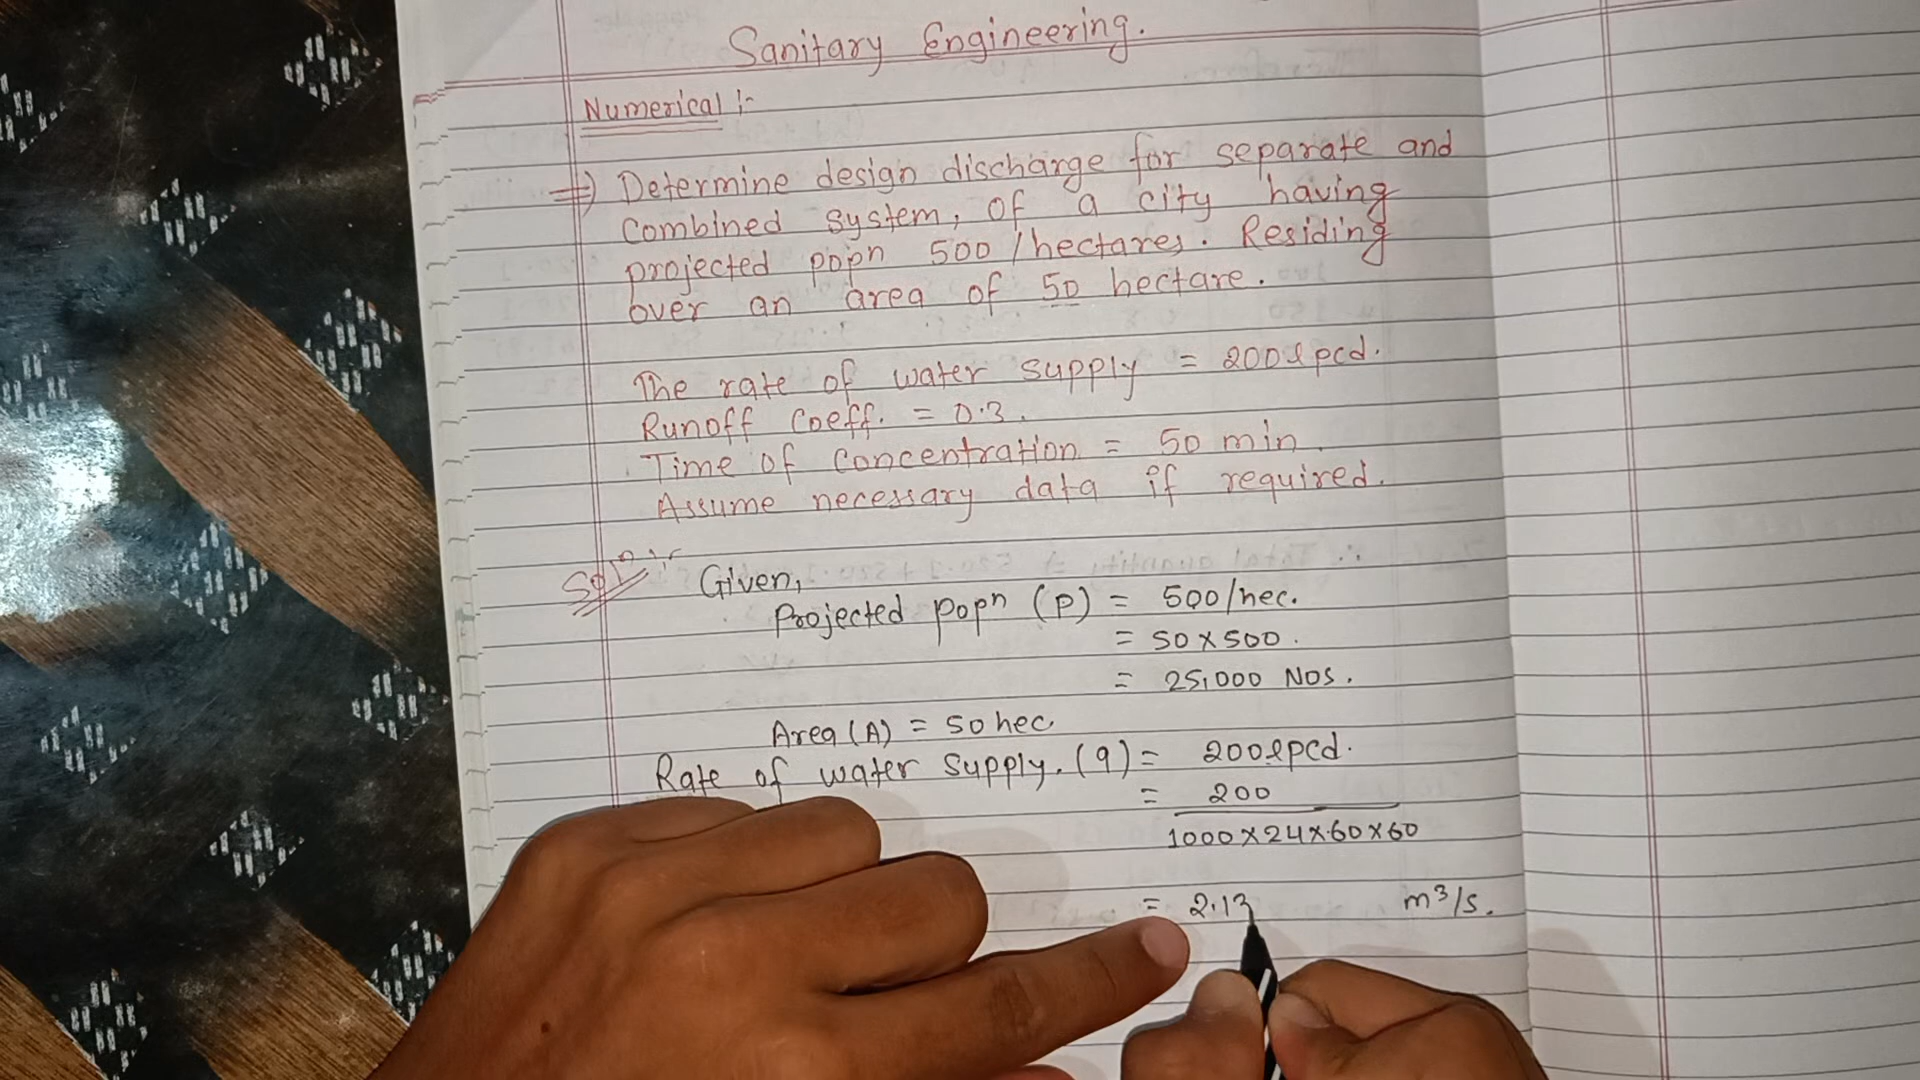 Sanitary Engineering.
Numerical :-
⇒ Determine design discharge for separate and
combined system, of a city having
projected popn 500 / hectares. Residing
over an area of 50 hectare.
The rate of water supply = 200 lpcd.
Runoff Coeff. = 0.3.
Time of Concentration = 50 min.
Assume necessary data if required.
Soln:-
Given,
Projected popn (P) = 500/hec.
= 50 x 500.
= 25,000 Nos.
Area (A) = 50 hec
Rate of water supply. (q) = 200 lpcd.
= 200
1000 x 24 x 60 x 60
= 2.13 m³/s.